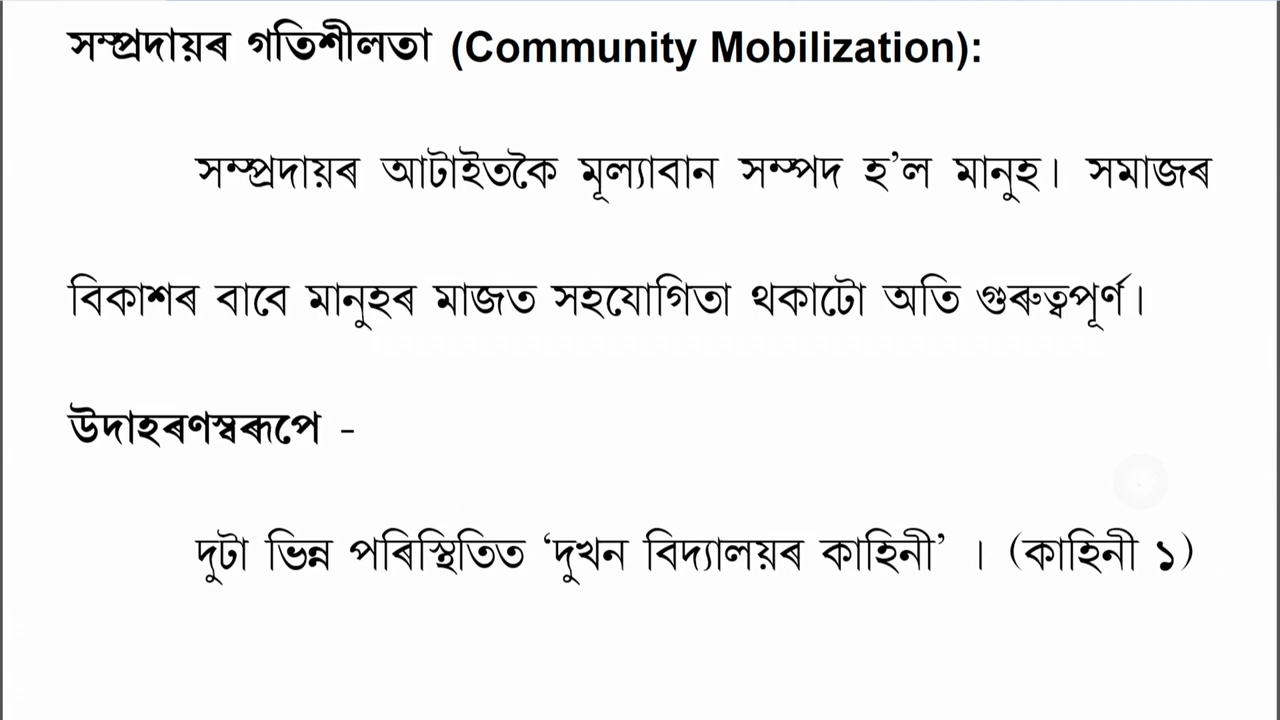 সম্প্ৰদায়ৰ গতিশীলতা (Community Mobilization):
সম্প্ৰদায়ৰ আটাইতকৈ মূল্যাবান সম্পদ হ’ল মানুহ। সমাজৰ
বিকাশৰ বাবে মানুহৰ মাজত সহযোগিতা থকাটো অতি গুৰুত্বপূৰ্ণ।
উদাহৰণস্বৰূপে -
দুটা ভিন্ন পৰিস্থিতিত ‘দুখন বিদ্যালয়ৰ কাহিনী’ । (কাহিনী ১)